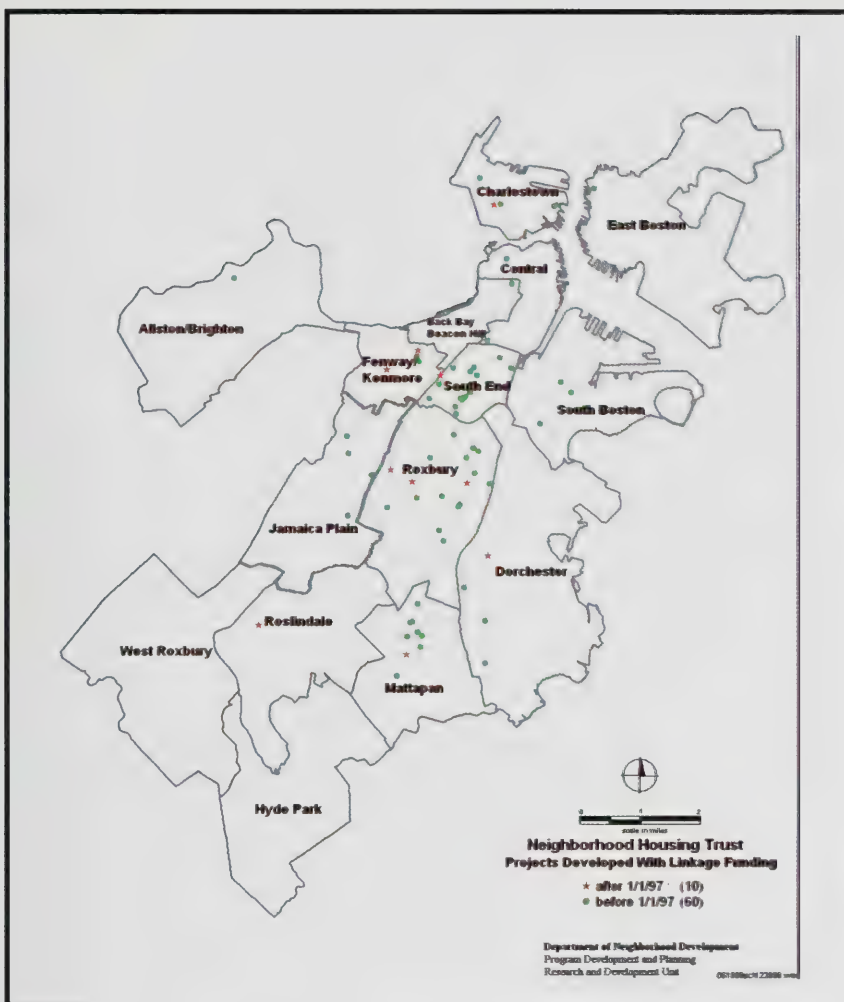 Charlestown
East Boston
Central
Allston/Brighton
Back Bay
Beacon Hill
Fenway/
Kenmore
South End
South Boston
Roxbury
Jamaica Plain
Dorchester
Roslindale
West Roxbury
Mattapan
Hyde Park
0 1 2
scale in miles
Neighborhood Housing Trust
Projects Developed With Linkage Funding
after 1/1/97 (10)
before 1/1/97 (60)
Department of Neighborhood Development
Program Development and Planning
Research and Development Unit